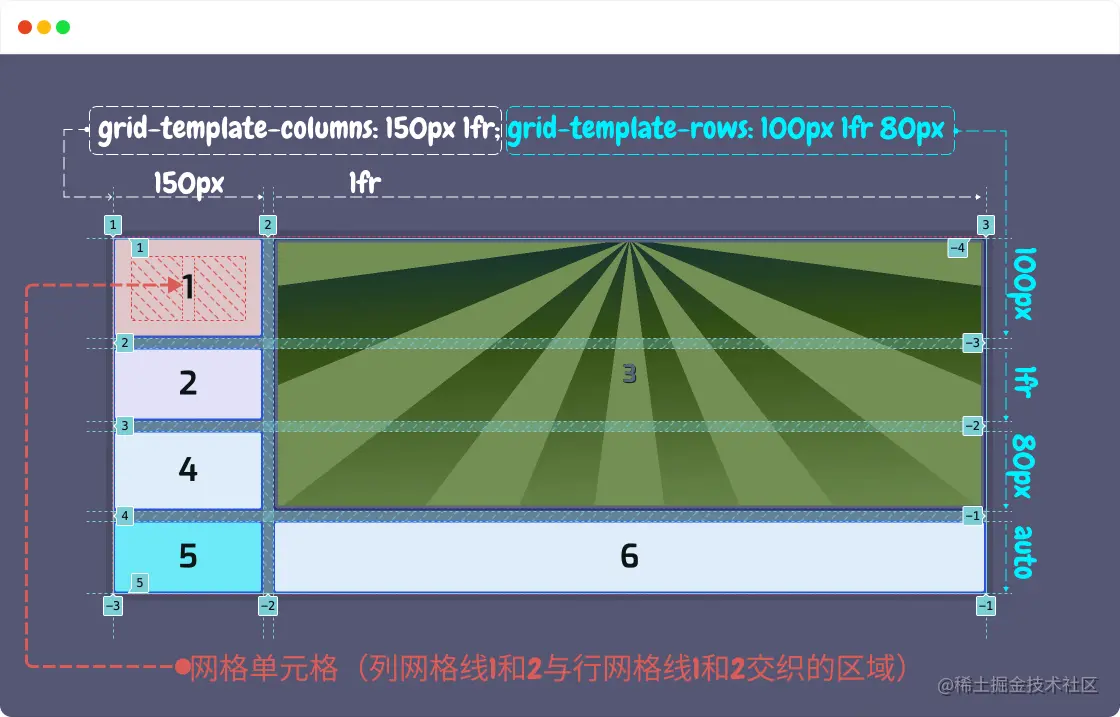 grid-template-columns: 150px 1fr; grid-template-rows: 100px 1fr 80px
150px 1fr
1 2 3
1 -4
1
100px
2 -3
3
2
1fr
3 -2
4
80px
4 -1
5 6
auto
5
-3 -2 -1
网格单元格（列网格线1和2与行网格线1和2交织的区域）
@稀土掘金技术社区